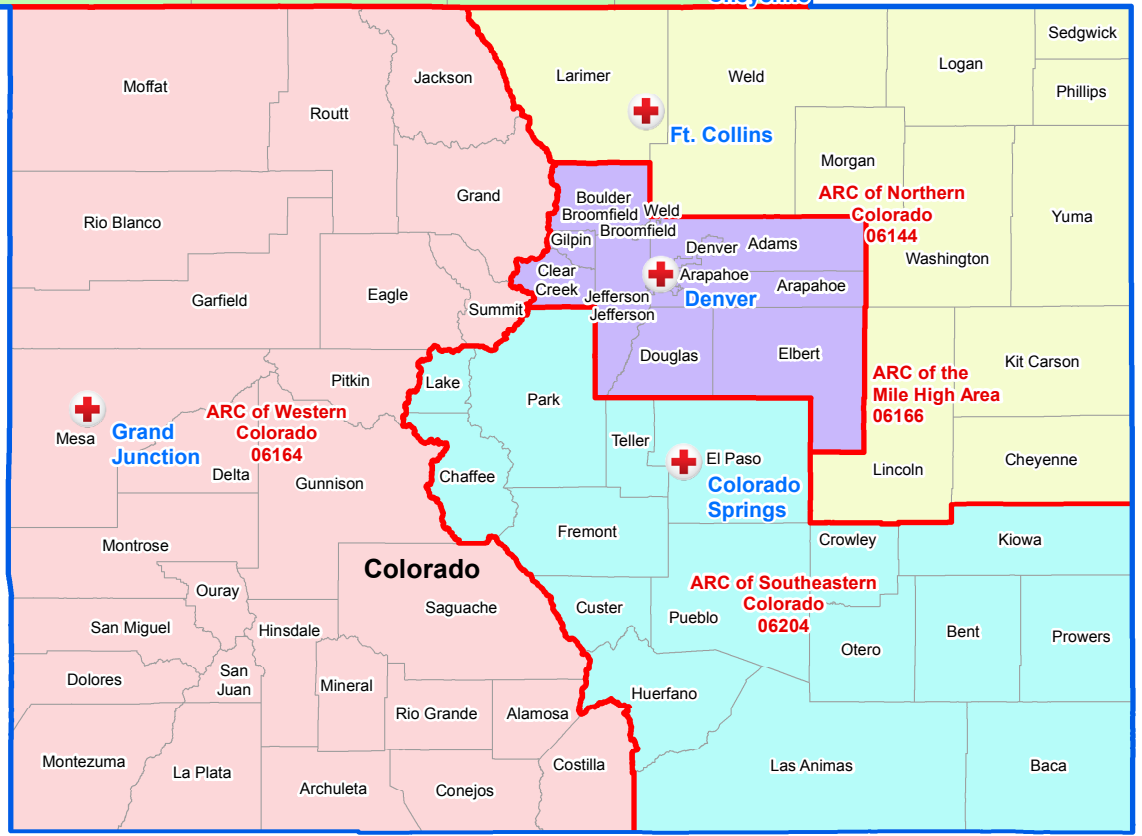 Cheyenne
Sedgwick
Moffat
Jackson
Larimer
Weld
Logan
Phillips
Routt
Ft. Collins
Morgan
Grand
Rio Blanco
Boulder
Broomfield
Weld
Broomfield
ARC of Northern
Colorado
06144
Yuma
Gilpin
Denver
Adams
Washington
Clear
Creek
Arapahoe
Arapahoe
Denver
Garfield
Eagle
Summit
Jefferson
Jefferson
Douglas
Elbert
Kit Carson
Pitkin
Lake
Park
ARC of the
Mile High Area
06166
ARC of Western
Colorado
06164
Mesa
Grand
Junction
Teller
El Paso
Colorado
Springs
Lincoln
Cheyenne
Delta
Gunnison
Chaffee
Fremont
Crowley
Kiowa
Montrose
Colorado
ARC of Southeastern
Colorado
06204
Ouray
Saguache
Custer
Pueblo
San Miguel
Hinsdale
Otero
Bent
Prowers
Dolores
San
Juan
Mineral
Huerfano
Rio Grande
Alamosa
Montezuma
La Plata
Archuleta
Conejos
Costilla
Las Animas
Baca